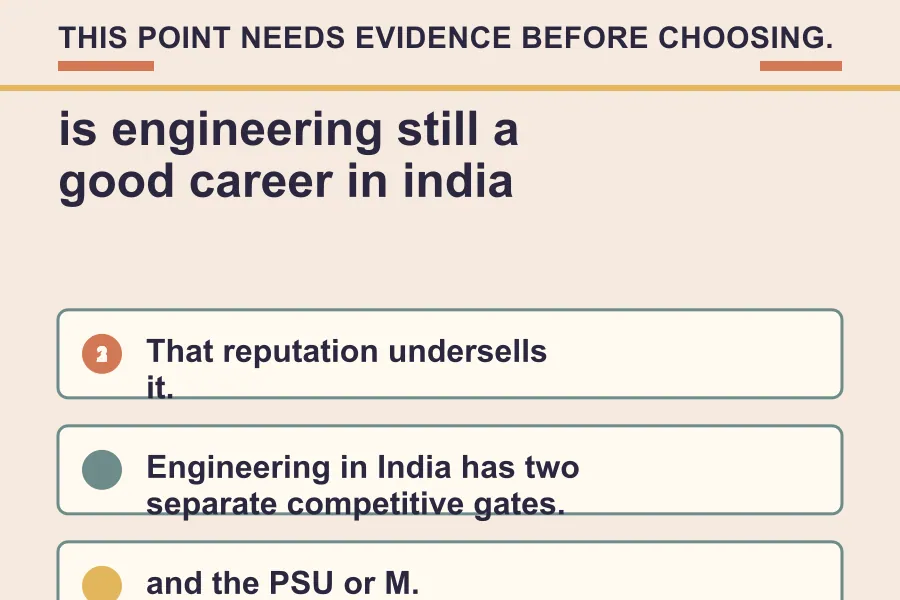 THIS POINT NEEDS EVIDENCE BEFORE CHOOSING.
is engineering still a
good career in india
That reputation undersells
it.
Engineering in India has two
separate competitive gates.
and the PSU or M.